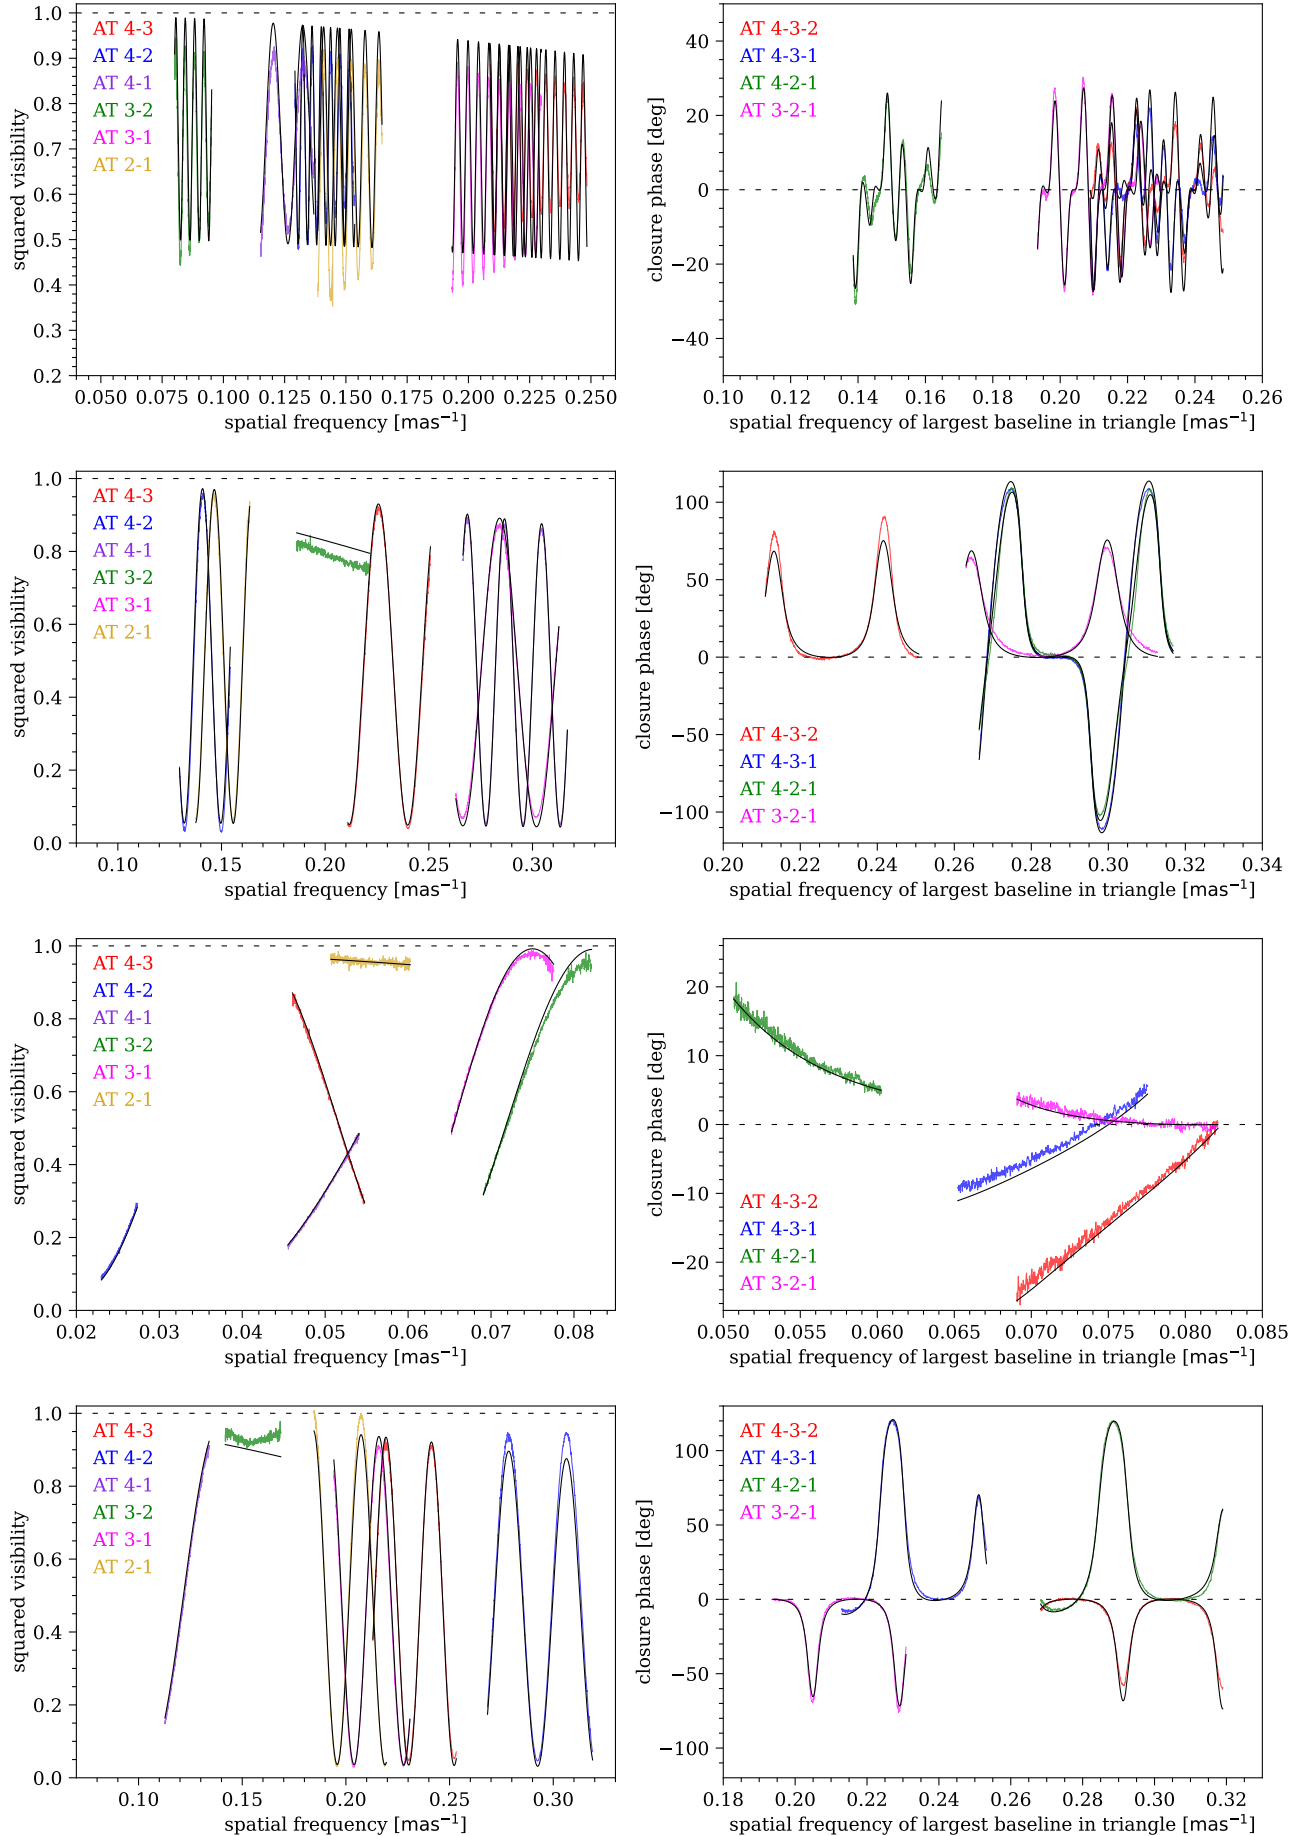 squared visibility
1.0
0.9
0.8
0.7
0.6
0.5
0.4
0.3
0.2
AT 4-3
AT 4-2
AT 4-1
AT 3-2
AT 3-1
AT 2-1
0.050 0.075 0.100 0.125 0.150 0.175 0.200 0.225 0.250
spatial frequency [mas⁻¹]
closure phase [deg]
40
20
0
−20
−40
AT 4-3-2
AT 4-3-1
AT 4-2-1
AT 3-2-1
0.10 0.12 0.14 0.16 0.18 0.20 0.22 0.24 0.26
spatial frequency of largest baseline in triangle [mas⁻¹]
squared visibility
1.0
0.8
0.6
0.4
0.2
0.0
AT 4-3
AT 4-2
AT 4-1
AT 3-2
AT 3-1
AT 2-1
0.10 0.15 0.20 0.25 0.30
spatial frequency [mas⁻¹]
closure phase [deg]
100
50
0
−50
−100
AT 4-3-2
AT 4-3-1
AT 4-2-1
AT 3-2-1
0.20 0.22 0.24 0.26 0.28 0.30 0.32 0.34
spatial frequency of largest baseline in triangle [mas⁻¹]
squared visibility
1.0
0.8
0.6
0.4
0.2
0.0
AT 4-3
AT 4-2
AT 4-1
AT 3-2
AT 3-1
AT 2-1
0.02 0.03 0.04 0.05 0.06 0.07 0.08
spatial frequency [mas⁻¹]
closure phase [deg]
20
10
0
−10
−20
AT 4-3-2
AT 4-3-1
AT 4-2-1
AT 3-2-1
0.050 0.055 0.060 0.065 0.070 0.075 0.080 0.085
spatial frequency of largest baseline in triangle [mas⁻¹]
squared visibility
1.0
0.8
0.6
0.4
0.2
0.0
AT 4-3
AT 4-2
AT 4-1
AT 3-2
AT 3-1
AT 2-1
0.10 0.15 0.20 0.25 0.30
spatial frequency [mas⁻¹]
closure phase [deg]
100
50
0
−50
−100
AT 4-3-2
AT 4-3-1
AT 4-2-1
AT 3-2-1
0.18 0.20 0.22 0.24 0.26 0.28 0.30 0.32
spatial frequency of largest baseline in triangle [mas⁻¹]